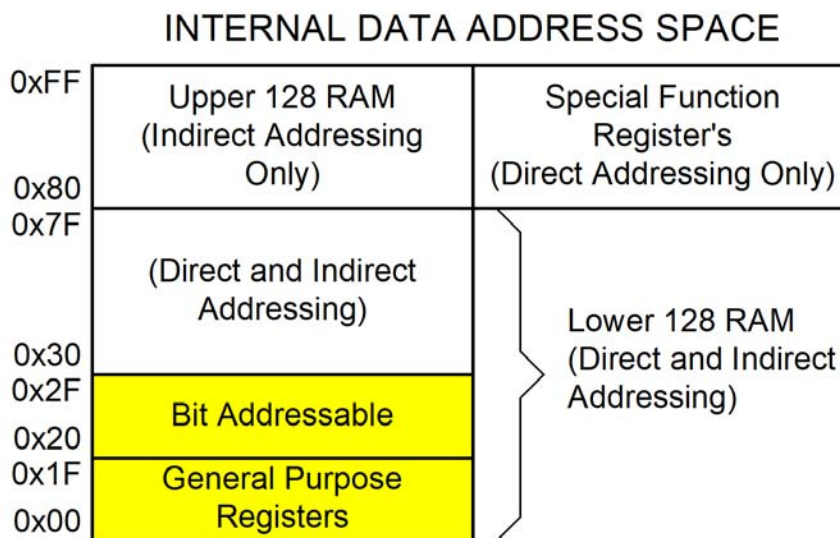 INTERNAL DATA ADDRESS SPACE
0xFF
Upper 128 RAM
(Indirect Addressing
Only)
Special Function
Register's
(Direct Addressing Only)
0x80
0x7F
(Direct and Indirect
Addressing)
0x30
Lower 128 RAM
(Direct and Indirect
Addressing)
0x2F
Bit Addressable
0x20
0x1F
General Purpose
Registers
0x00